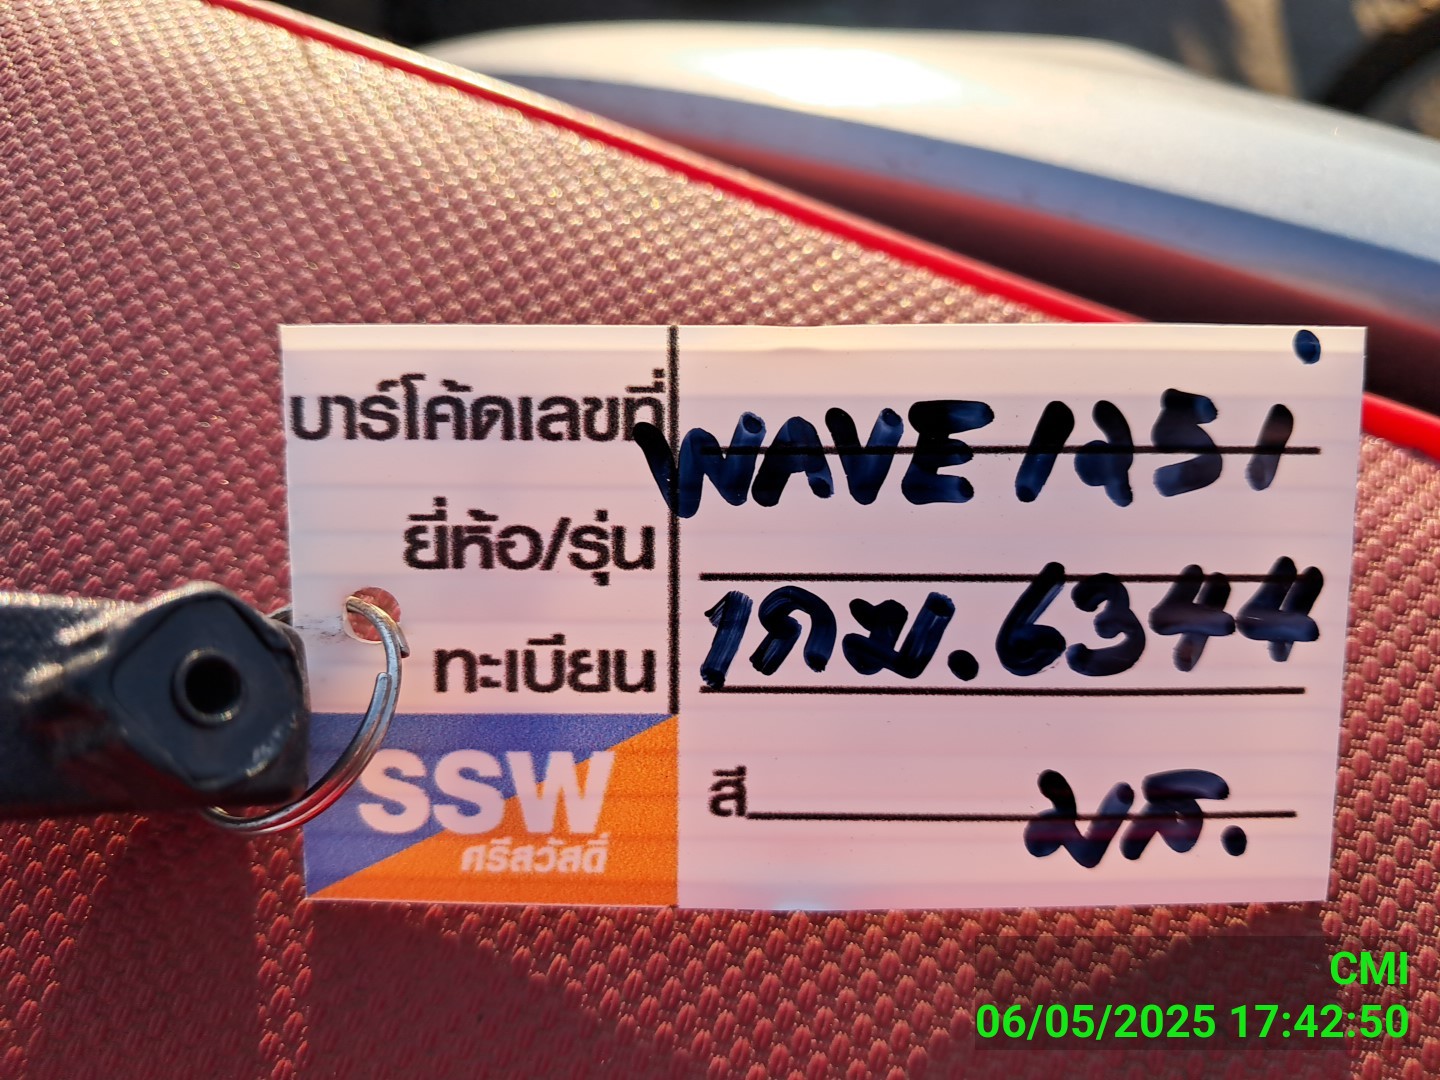 บาร์โค้ดเลขที่
WAVE 125 I
ยี่ห้อ/รุ่น
ทะเบียน
1กฆ. 6344
SSW
ศรีสวัสดิ์
สี
มส.
CMI
06/05/2025 17:42:50